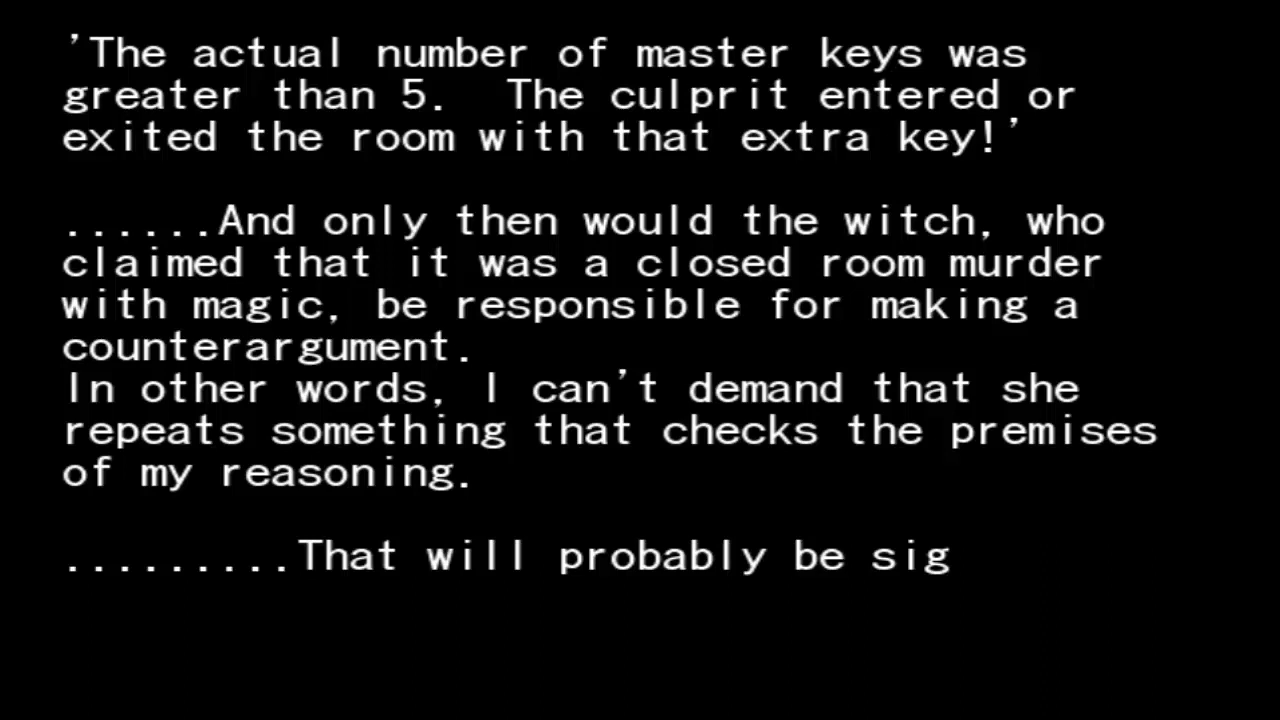 'The actual number of master keys was
greater than 5.  The culprit entered or
exited the room with that extra key!'
......And only then would the witch, who
claimed that it was a closed room murder
with magic, be responsible for making a
counterargument.
In other words, I can't demand that she
repeats something that checks the premises
of my reasoning.
.........That will probably be sig